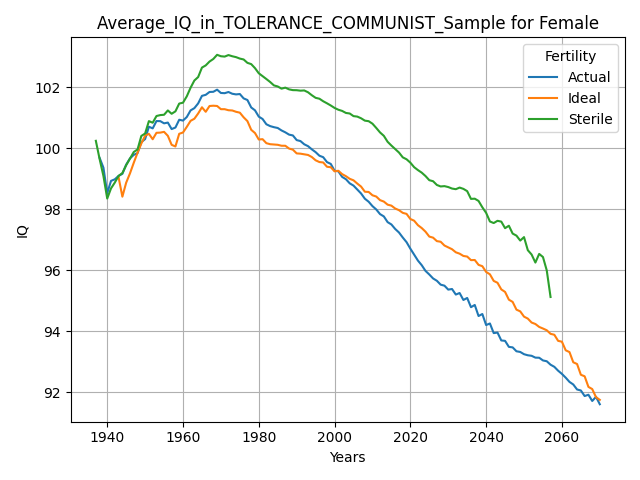 Average_IQ_in_TOLERANCE_COMMUNIST_Sample for Female
Fertility
Actual
Ideal
Sterile
IQ
102
100
98
96
94
92
1940 1960 1980 2000 2020 2040 2060
Years